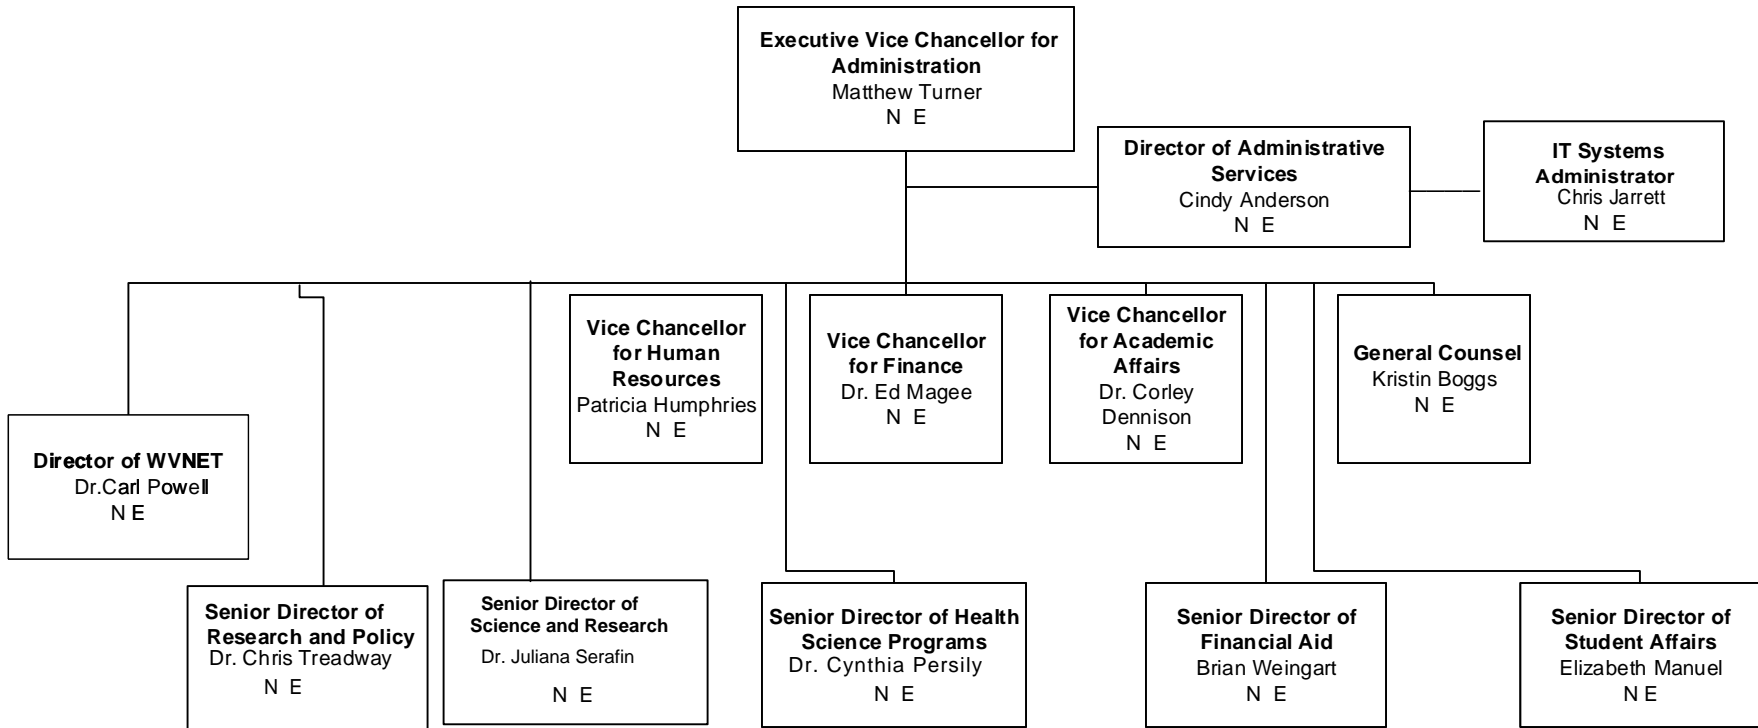 Executive Vice Chancellor for
Administration
Matthew Turner
N E
Director of Administrative
Services
Cindy Anderson
N E
IT Systems
Administrator
Chris Jarrett
N E
Vice Chancellor
for Human
Resources
Patricia Humphries
N E
Vice Chancellor
for Finance
Dr. Ed Magee
N E
Vice Chancellor
for Academic
Affairs
Dr. Corley
Dennison
N E
General Counsel
Kristin Boggs
N E
Director of WVNET
Dr.Carl Powell
N E
Senior Director of
Research and Policy
Dr. Chris Treadway
N E
Senior Director of
Science and Research
Dr. Juliana Serafin
N E
Senior Director of Health
Science Programs
Dr. Cynthia Persily
N E
Senior Director of
Financial Aid
Brian Weingart
N E
Senior Director of
Student Affairs
Elizabeth Manuel
N E